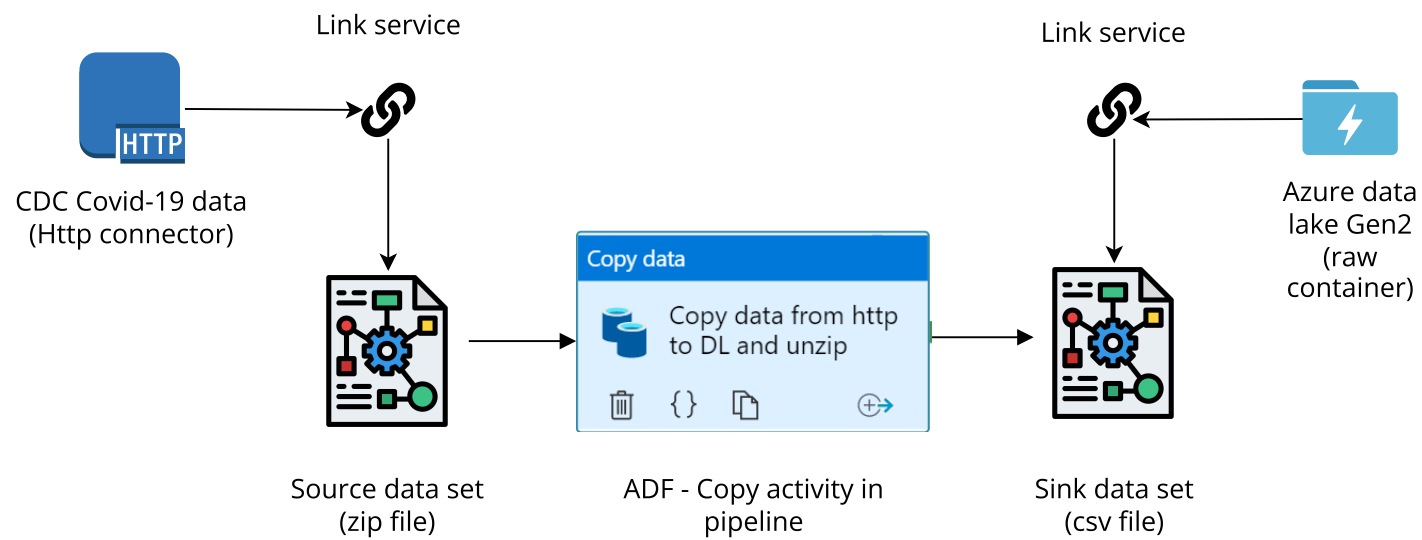 Link service
Link service
HTTP
CDC Covid-19 data
(Http connector)
Azure data
lake Gen2
(raw
container)
Copy data
Copy data from http
to DL and unzip
Source data set
(zip file)
ADF - Copy activity in
pipeline
Sink data set
(csv file)